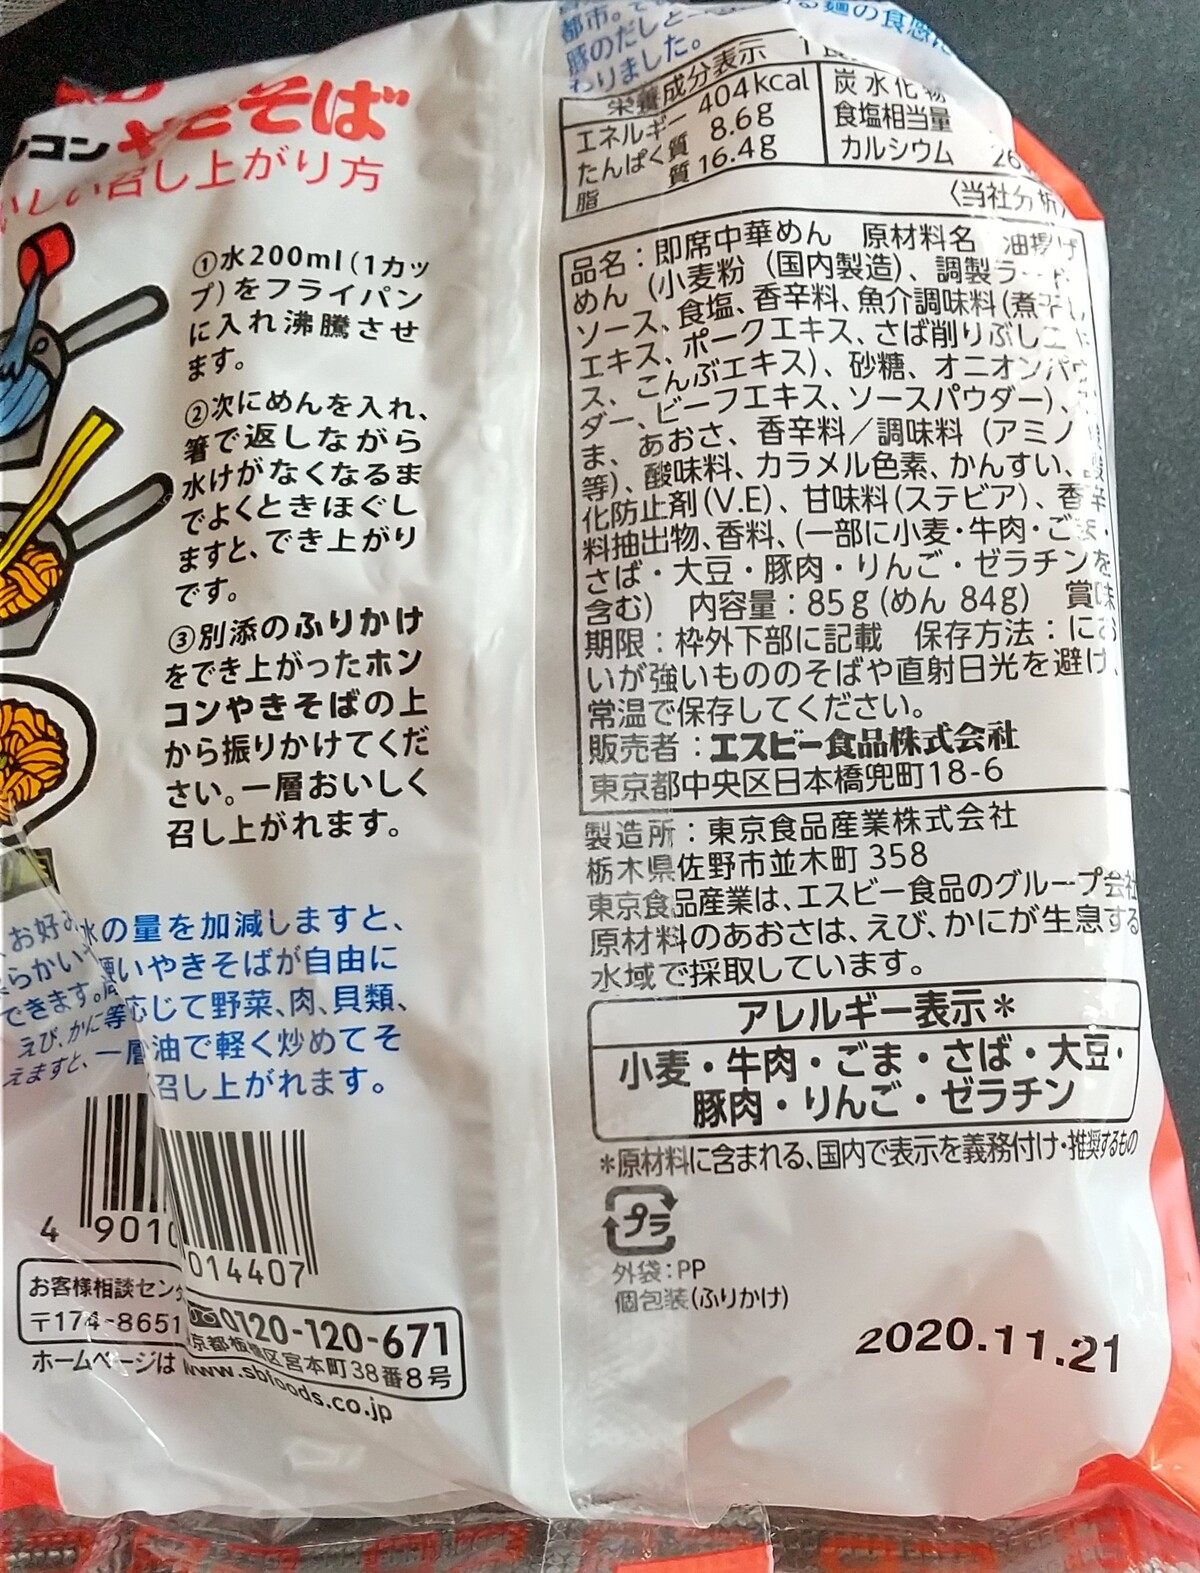 コンやきそば
いしい召し上がり方
①水200ml(1カッ
プ)をフライパン
に入れ沸騰させ
ます。
②次にめんを入れ、
箸で返しながら
水けがなくなるま
でよくときほぐし
ますと、でき上がり
です。
③別添のふりかけ
をでき上がったホン
コンやきそばの上
から振りかけてくだ
さい。一層おいしく
召し上がれます。
お好み 水の量を加減しますと、
らかい 硬いやきそばが自由に
できます。 応じて野菜、肉、貝類、
えび、かに等 油で軽く炒めてそ
えますと、一層 召し上がれます。
4 9010 014407
お客様相談センタ 0120-120-671
〒174-8651 京都板橋区宮本町38番8号
ホームページは www.sbfoods.co.jp
都市。
豚のだしと る麺の食感に
わりました。
栄養成分表示 1食
エネルギー 404kcal 炭水化物
たんぱく質 8.6g 食塩相当量
脂質 16.4g カルシウム 26
〈当社分析〉
品名:即席中華めん 原材料名 油揚げ
めん (小麦粉 (国内製造)、調製ラード
ソース、食塩、香辛料、魚介調味料(煮干し
エキス、ポークエキス、さば削りぶしエキ
ス、こんぶエキス)、砂糖、オニオンパウ
ダー、ビーフエキス、ソースパウダー)、
ま、あおさ、香辛料/調味料 (アミノ酸
等)、酸味料、カラメル色素、かんすい、酸
化防止剤(V.E)、甘味料(ステビア)、香辛
料抽出物、香料、(一部に小麦・牛肉・ごま・
さば・大豆・豚肉・りんご・ゼラチンを
含む) 内容量:85g(めん 84g) 賞味
期限:枠外下部に記載 保存方法:にお
いが強いもののそばや直射日光を避け、
常温で保存してください。
販売者:エスビー食品株式会社
東京都中央区日本橋兜町18-6
製造所:東京食品産業株式会社
栃木県佐野市並木町 358
東京食品産業は、エスビー食品のグループ会社
原材料のあおさは、えび、かにが生息する
水域で採取しています。
アレルギー表示*
小麦・牛肉・ごま・さば・大豆・
豚肉・りんご・ゼラチン
*原材料に含まれる、国内で表示を義務付け・推奨するもの
プラ
外袋:PP
個包装(ふりかけ)
2020.11.21